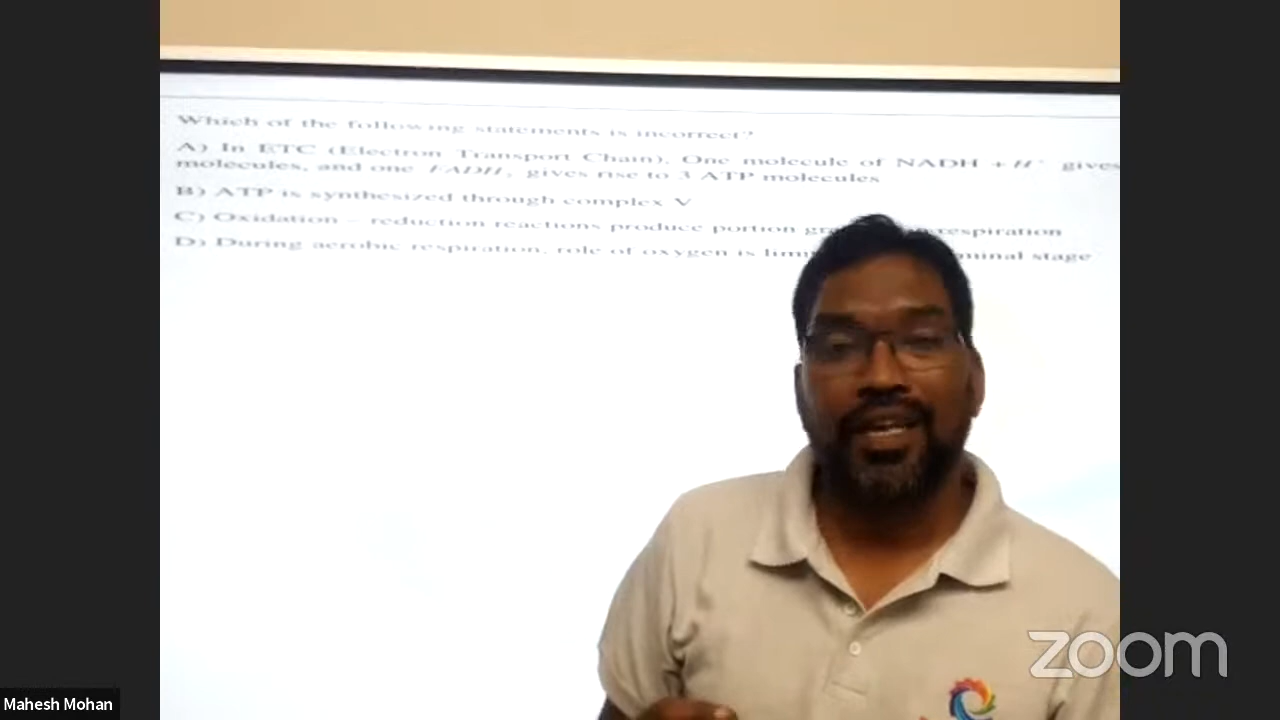 Which of the following statements is incorrect?
A) In ETC (Electron Transport Chain), One molecule of NADH + H⁺ gives
molecules, and one FADH₂ gives rise to 3 ATP molecules
B) ATP is synthesized through complex V
C) Oxidation – reduction reactions produce portion respiration
D) During aerobic respiration, role of oxygen is stage
zoom
Mahesh Mohan